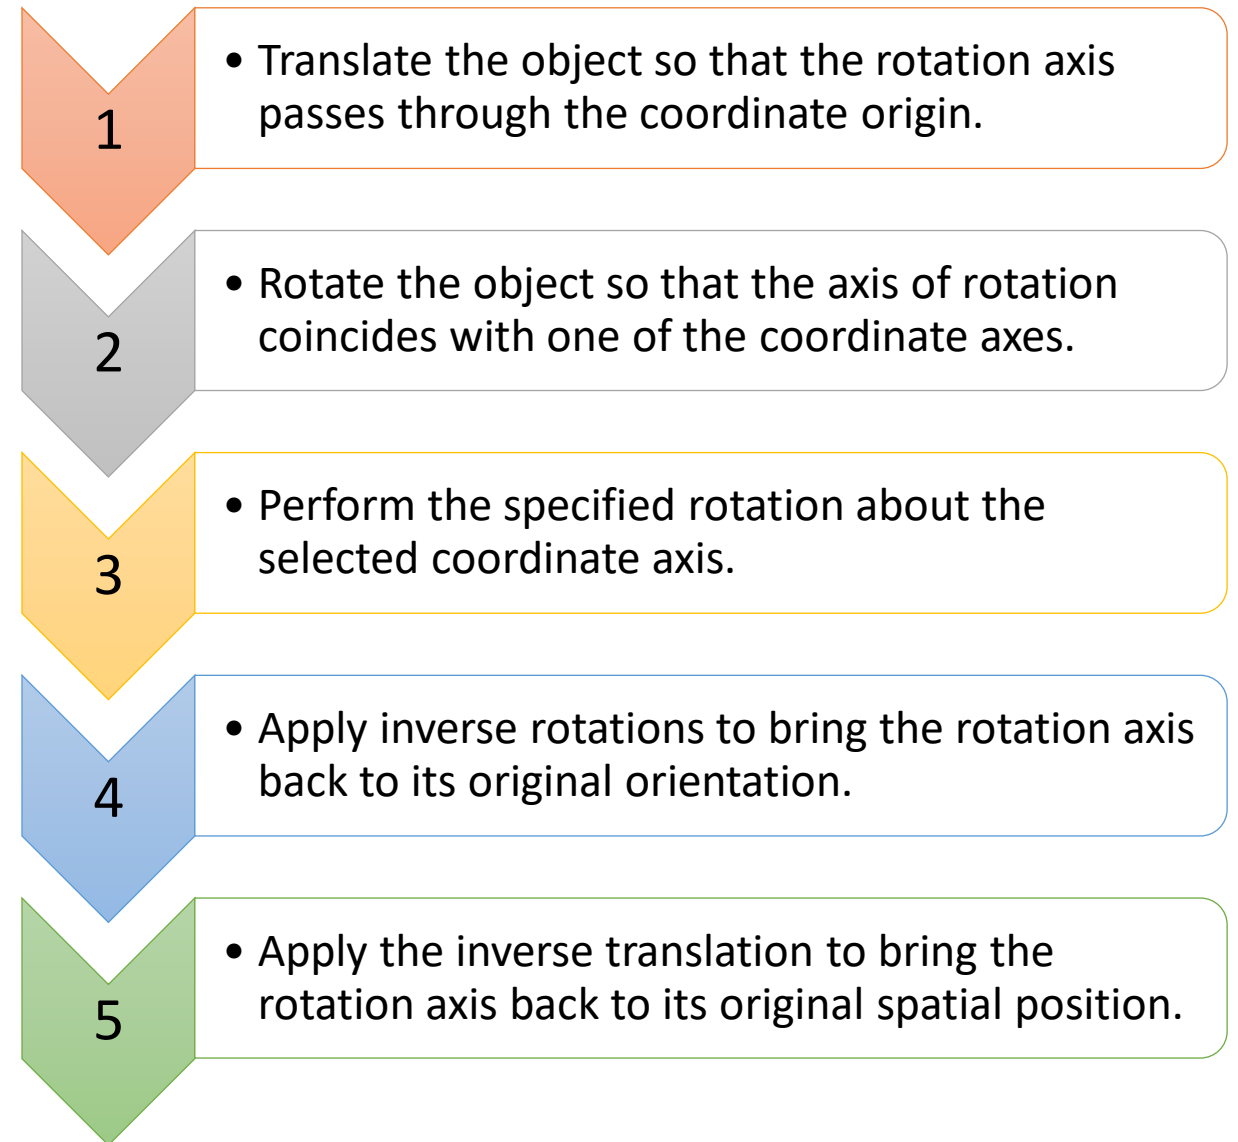 1
• Translate the object so that the rotation axis
passes through the coordinate origin.
2
• Rotate the object so that the axis of rotation
coincides with one of the coordinate axes.
3
• Perform the specified rotation about the
selected coordinate axis.
4
• Apply inverse rotations to bring the rotation axis
back to its original orientation.
5
• Apply the inverse translation to bring the
rotation axis back to its original spatial position.